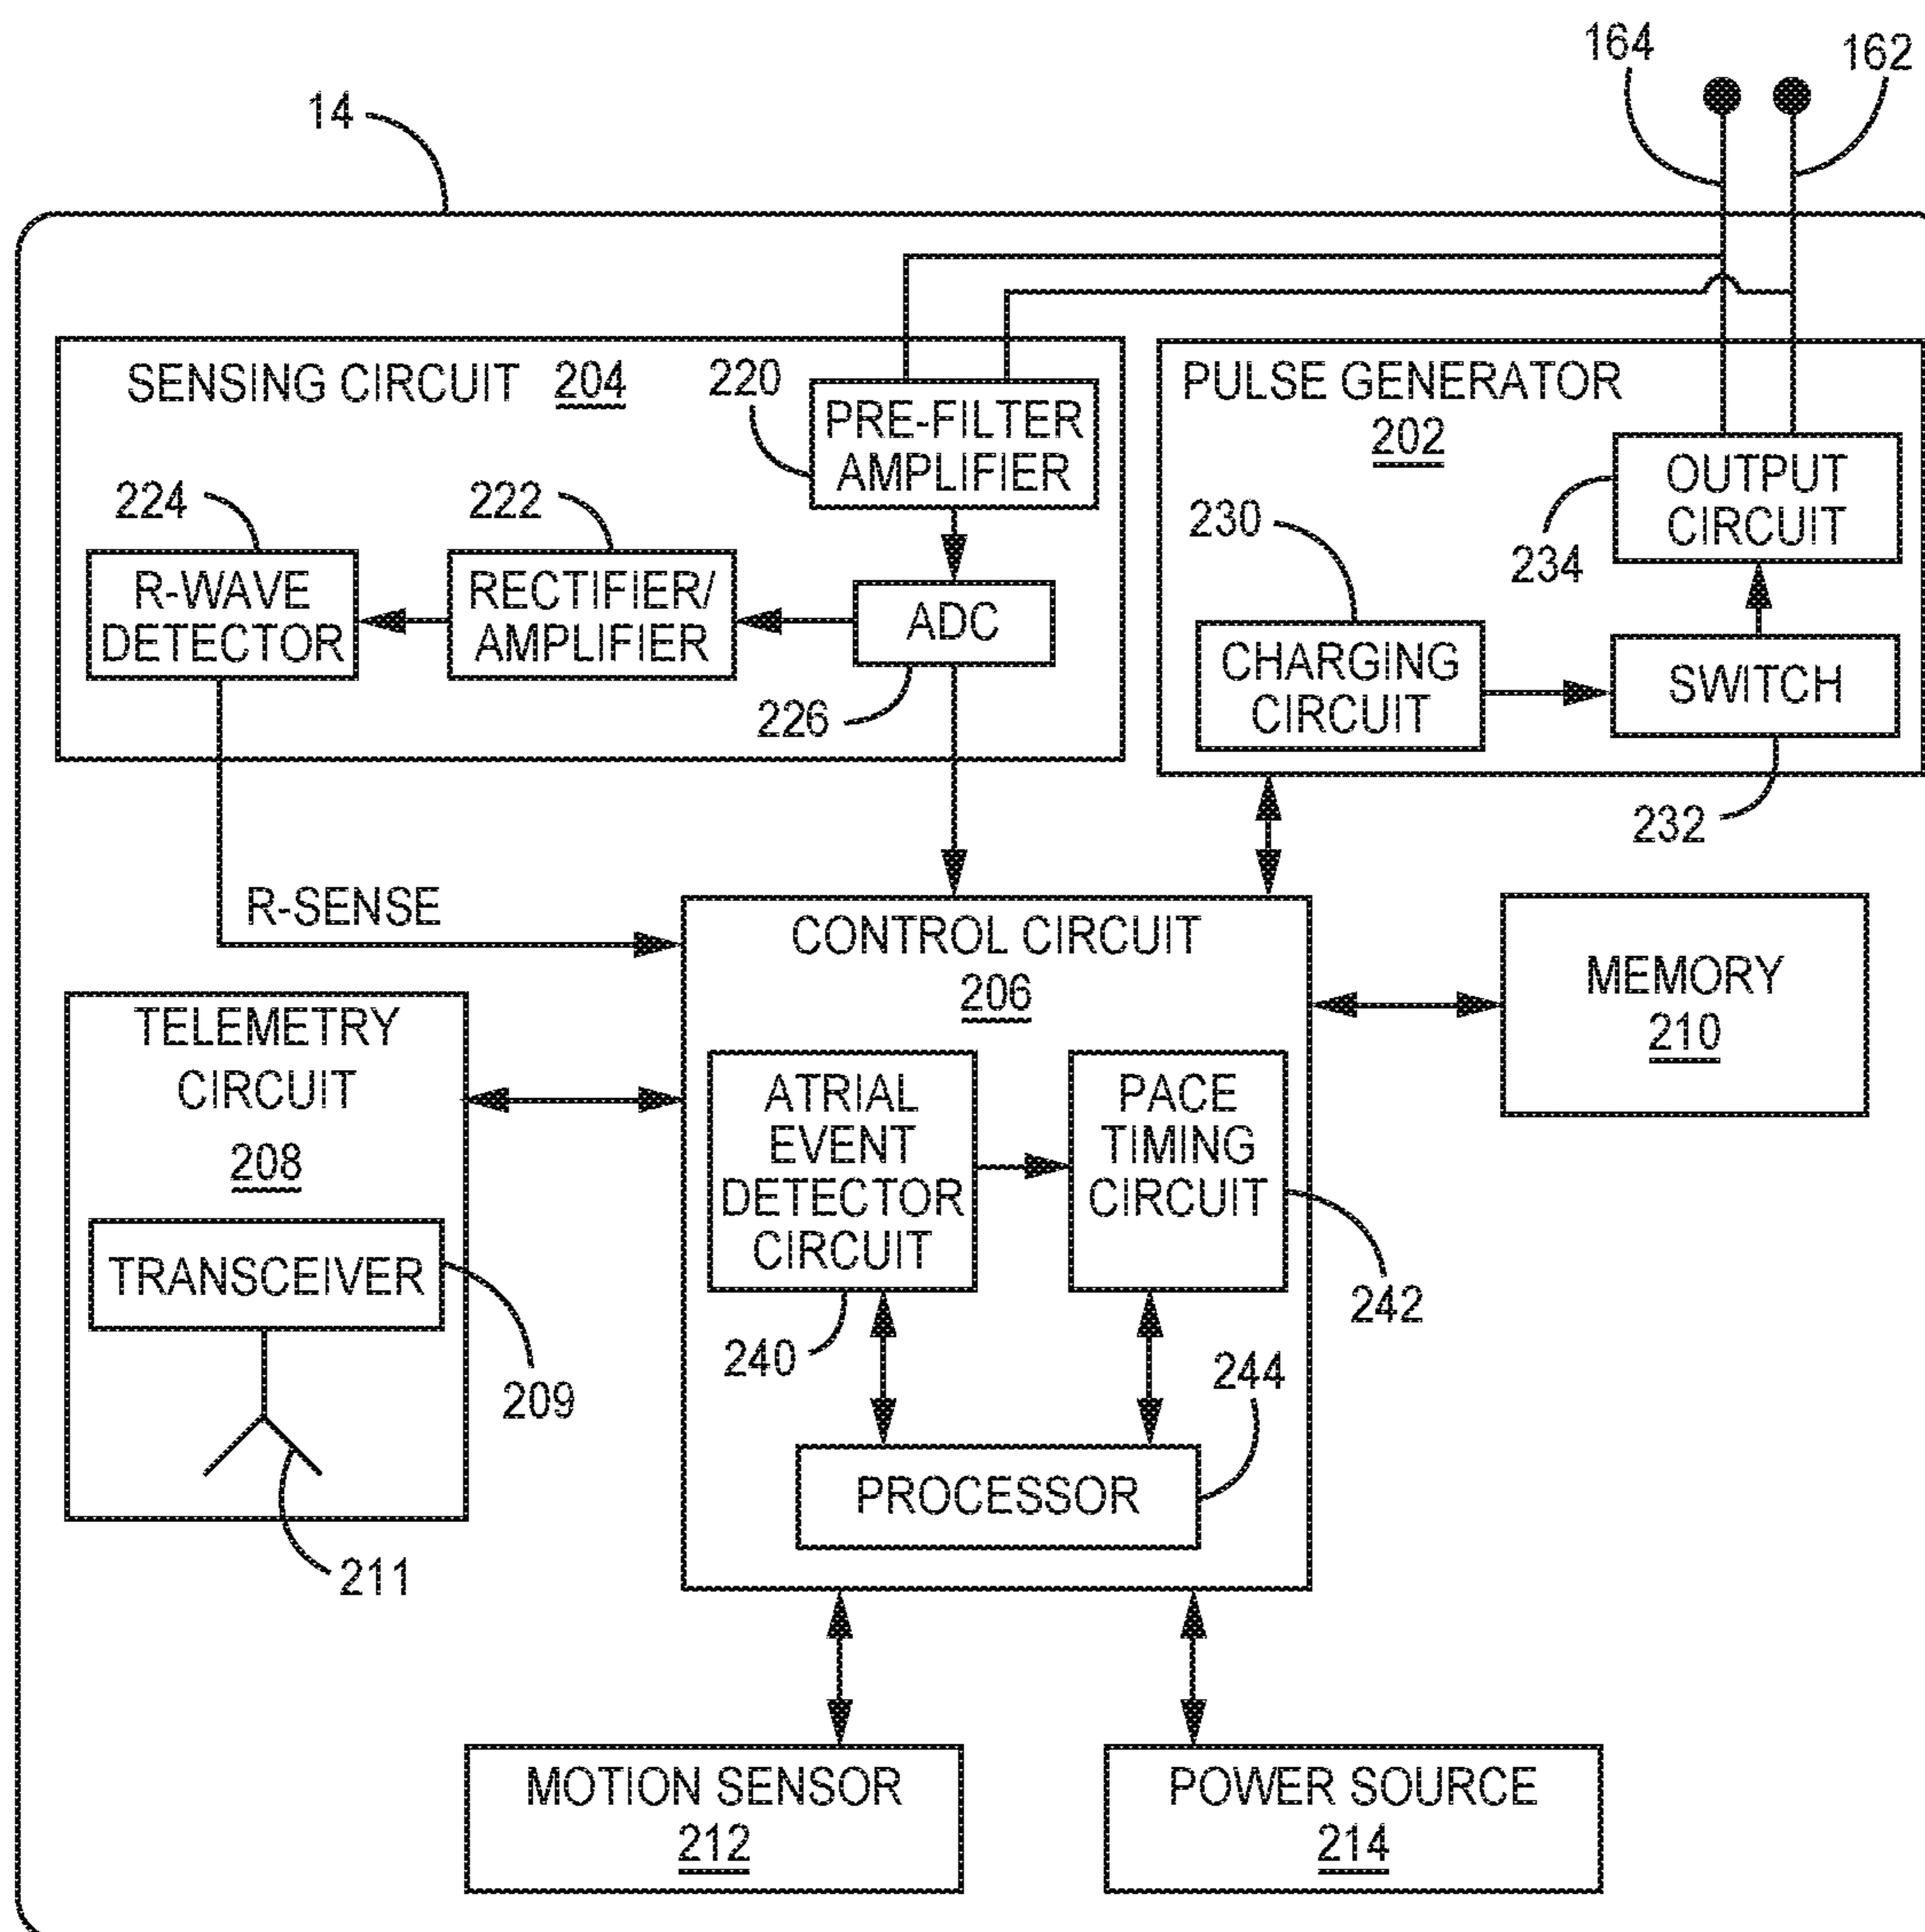 164
162
14
SENSING CIRCUIT 204
220
PRE-FILTER
AMPLIFIER
224
222
R-WAVE
DETECTOR
RECTIFIER/
AMPLIFIER
ADC
226
PULSE GENERATOR
202
OUTPUT
CIRCUIT
230
234
CHARGING
CIRCUIT
SWITCH
232
R-SENSE
CONTROL CIRCUIT
206
MEMORY
210
TELEMETRY
CIRCUIT
208
TRANSCEIVER
209
211
ATRIAL
EVENT
DETECTOR
CIRCUIT
PACE
TIMING
CIRCUIT
242
240
244
PROCESSOR
MOTION SENSOR
212
POWER SOURCE
214